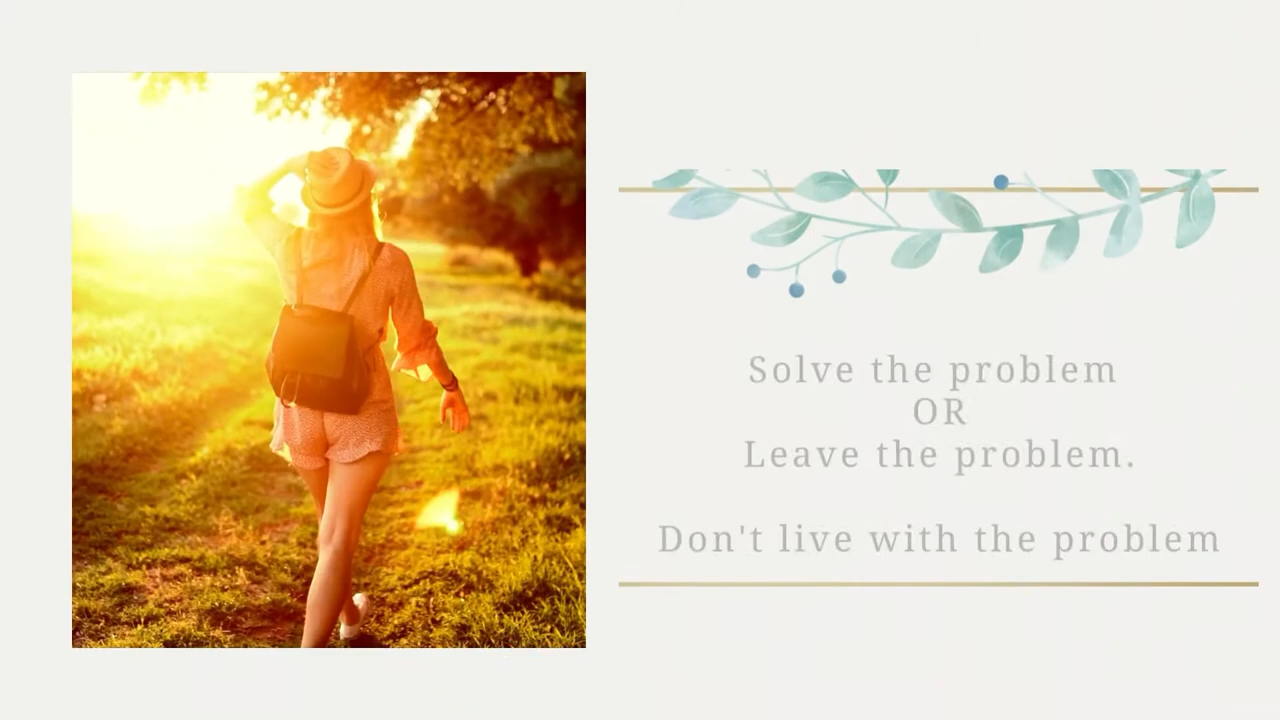 Solve the problem
OR
Leave the problem.
Don't live with the problem